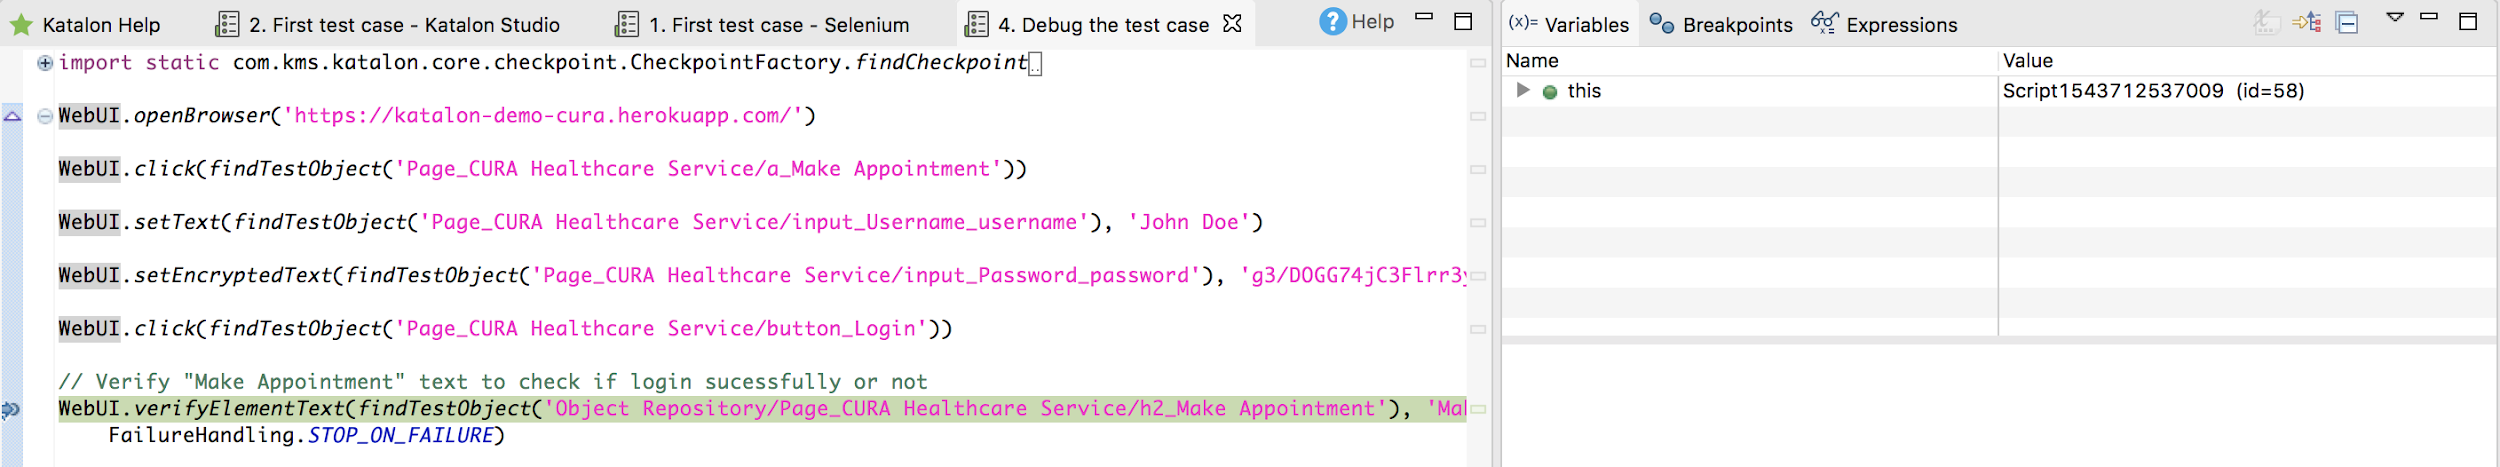 Katalon Help
2. First test case - Katalon Studio
1. First test case - Selenium
4. Debug the test case
Help
import static com.kms.katalon.core.checkpoint.CheckpointFactory.findCheckpoint..
WebUI.openBrowser('https://katalon-demo-cura.herokuapp.com/')
WebUI.click(findTestObject('Page_CURA Healthcare Service/a_Make Appointment'))
WebUI.setText(findTestObject('Page_CURA Healthcare Service/input_Username_username'), 'John Doe')
WebUI.setEncryptedText(findTestObject('Page_CURA Healthcare Service/input_Password_password'), 'g3/DOGG74jC3Flrr3y
WebUI.click(findTestObject('Page_CURA Healthcare Service/button_Login'))
// Verify "Make Appointment" text to check if login sucessfully or not
WebUI.verifyElementText(findTestObject('Object Repository/Page_CURA Healthcare Service/h2_Make Appointment'), 'Mak
FailureHandling.STOP_ON_FAILURE)
(x)= Variables
Breakpoints
Expressions
Name Value
this Script1543712537009 (id=58)